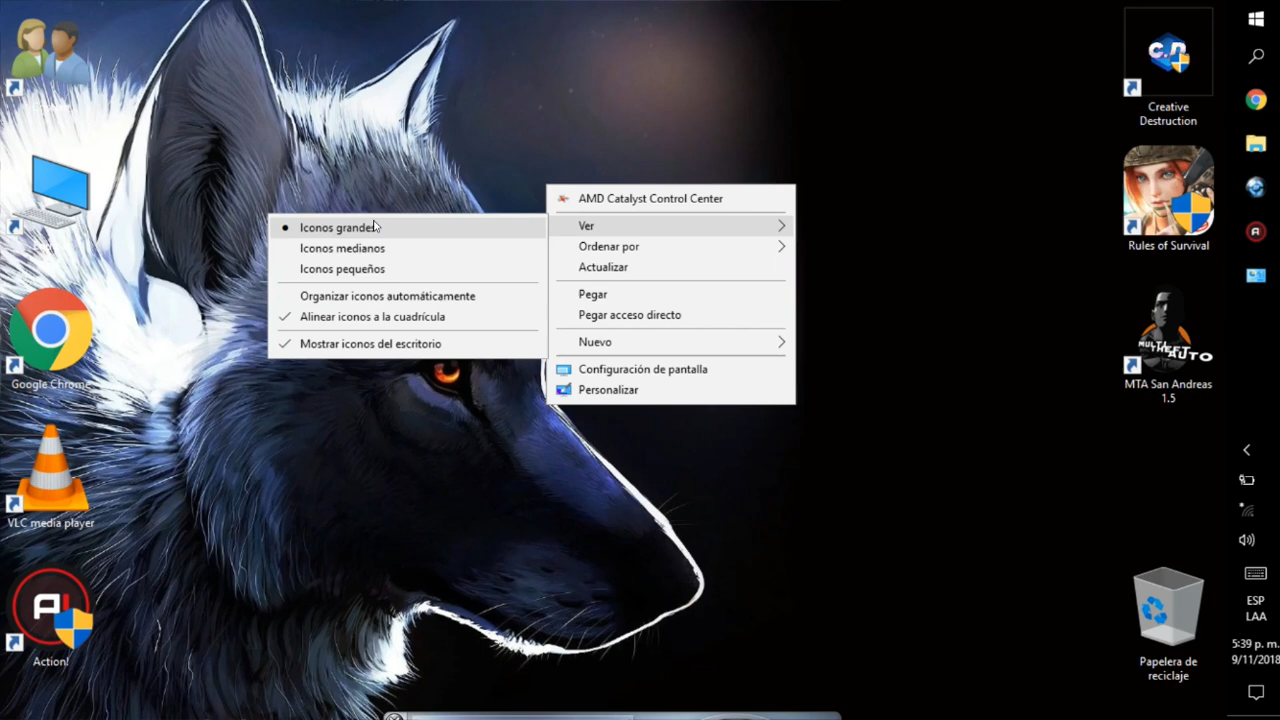 AMD Catalyst Control Center
Ver
Ordenar por
Actualizar
Pegar
Pegar acceso directo
Nuevo
Configuración de pantalla
Personalizar
Iconos grandes
Iconos medianos
Iconos pequeños
Organizar iconos automáticamente
Alinear iconos a la cuadrícula
Mostrar iconos del escritorio
Google Chrome
VLC media player
Action!
Creative
Destruction
Rules of Survival
MULTI THEFT AUTO
MTA San Andreas
1.5
Papelera de
reciclaje
ESP
LAA
5:39 p. m.
9/11/2018